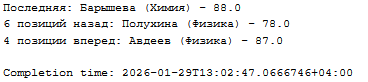 Последняя: Барышева (Химия) - 88.0
6 позиций назад: Полухина (Физика) - 78.0
4 позиции вперед: Авдеев (Физика) - 87.0

Completion time: 2026-01-29T13:02:47.0666746+04:00